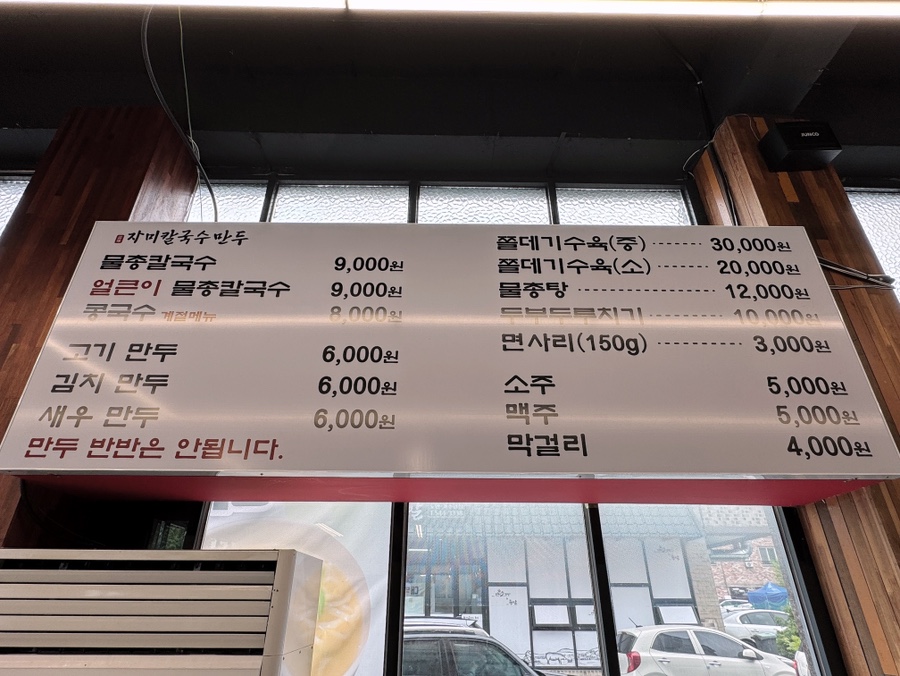 자미칼국수만두
물총칼국수 9,000원
얼큰이 물총칼국수 9,000원
콩국수 계절메뉴 8,000원
고기 만두 6,000원
김치 만두 6,000원
새우 만두 6,000원
만두 반반은 안됩니다.
쫄데기수육(중) ······· 30,000원
쫄데기수육(소) ··········· 20,000원
물총탕 ················ 12,000원
두부두루치기 ············ 10,000원
면사리(150g) ············ 3,000원
소주 5,000원
맥주 5,000원
막걸리 4,000원
JUNCO